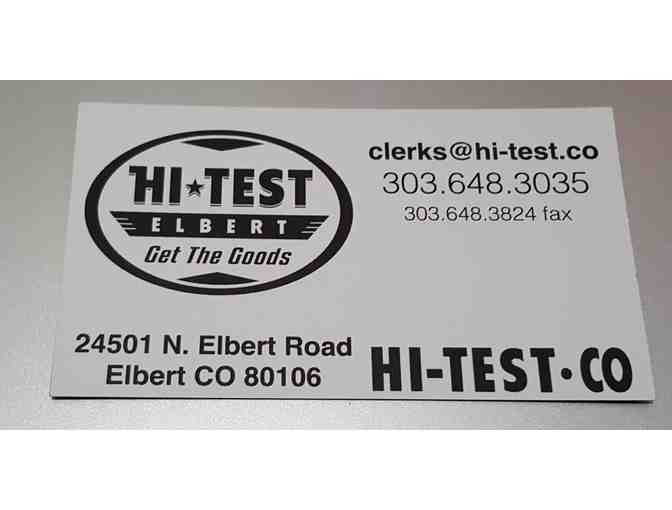 HI★TEST
ELBERT
Get The Goods
clerks@hi-test.co
303.648.3035
303.648.3824 fax
24501 N. Elbert Road
Elbert CO 80106
HI-TEST·CO